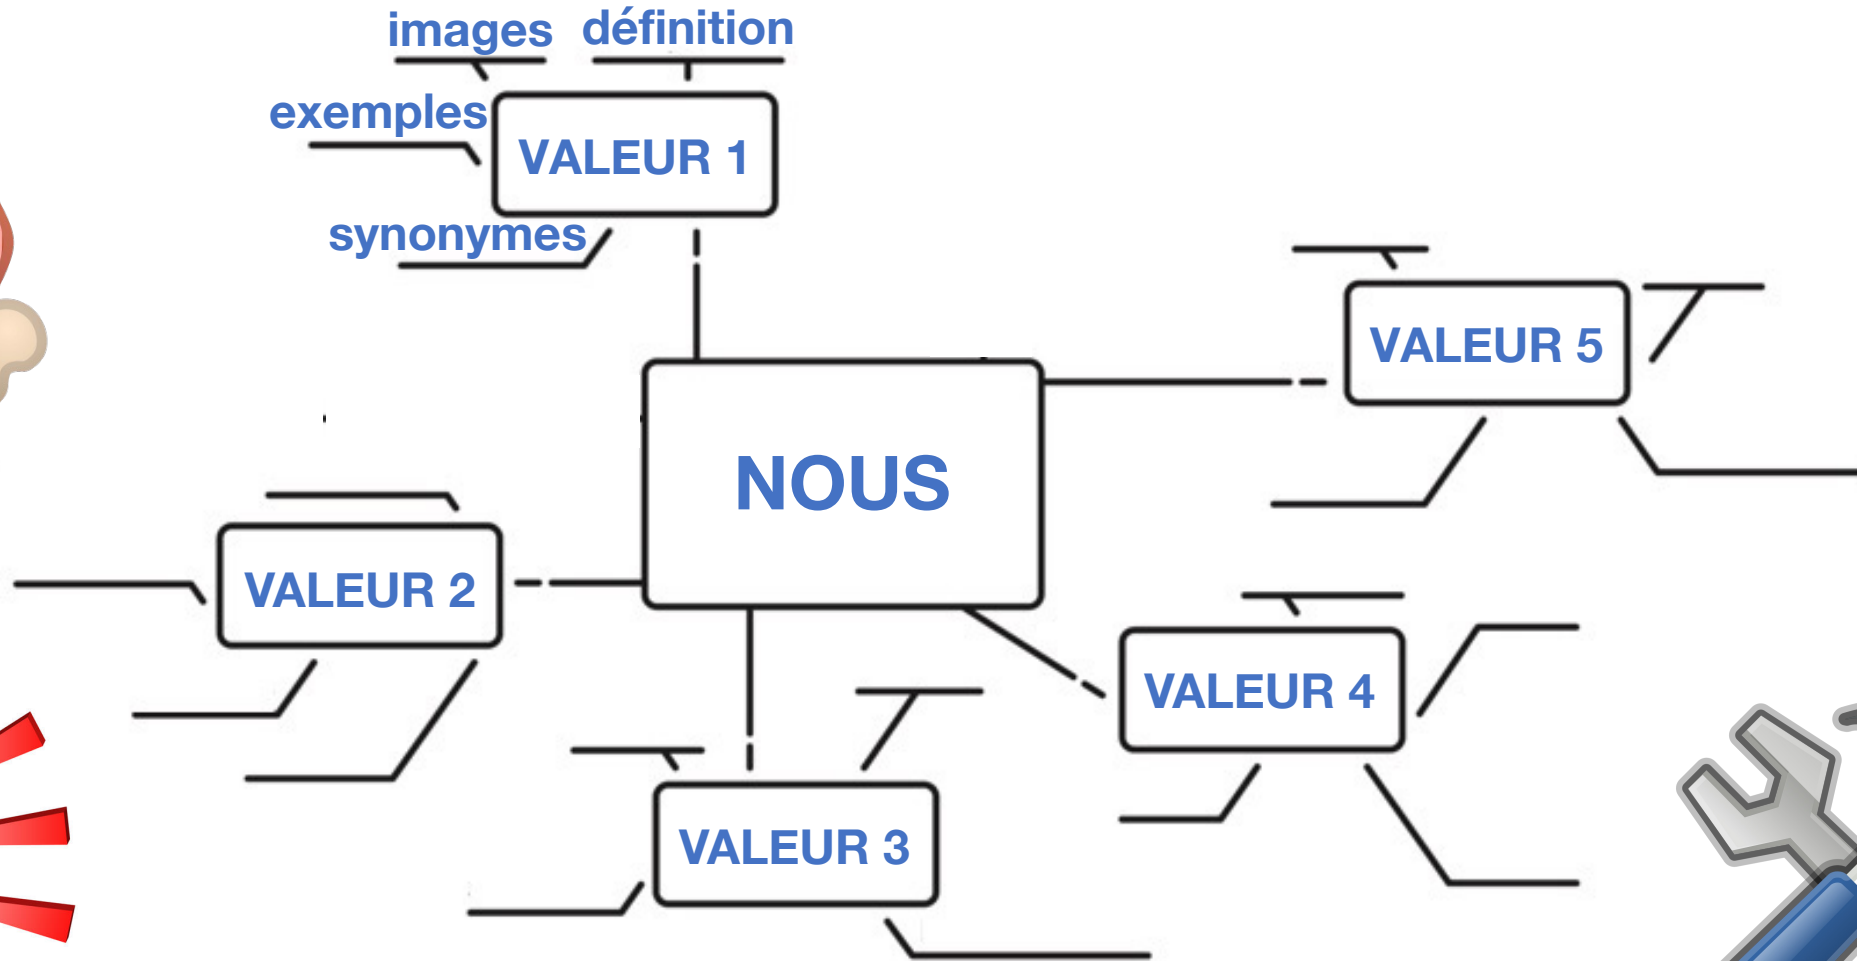 images
définition
exemples
VALEUR 1
synonymes
VALEUR 5
NOUS
VALEUR 2
VALEUR 4
VALEUR 3